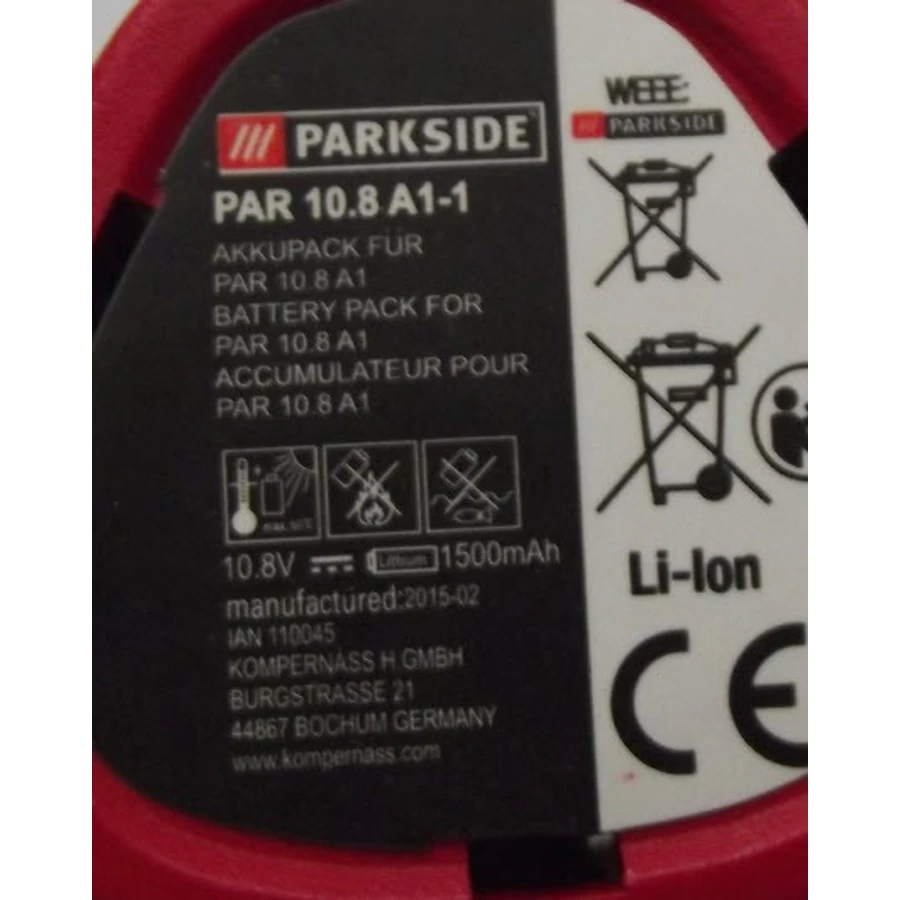 PARKSIDE
PAR 10.8 A1-1
AKKUPACK FÜR
PAR 10.8 A1
BATTERY PACK FOR
PAR 10.8 A1
ACCUMULATEUR POUR
PAR 10.8 A1
10.8V Lithium 1500mAh
manufactured:2015-02
IAN 110045
KOMPERNASS H.GMBH
BURGSTRASSE 21
44867 BOCHUM GERMANY
www.kompernass.com
WEEE:
PARKSIDE
Li-Ion
CE